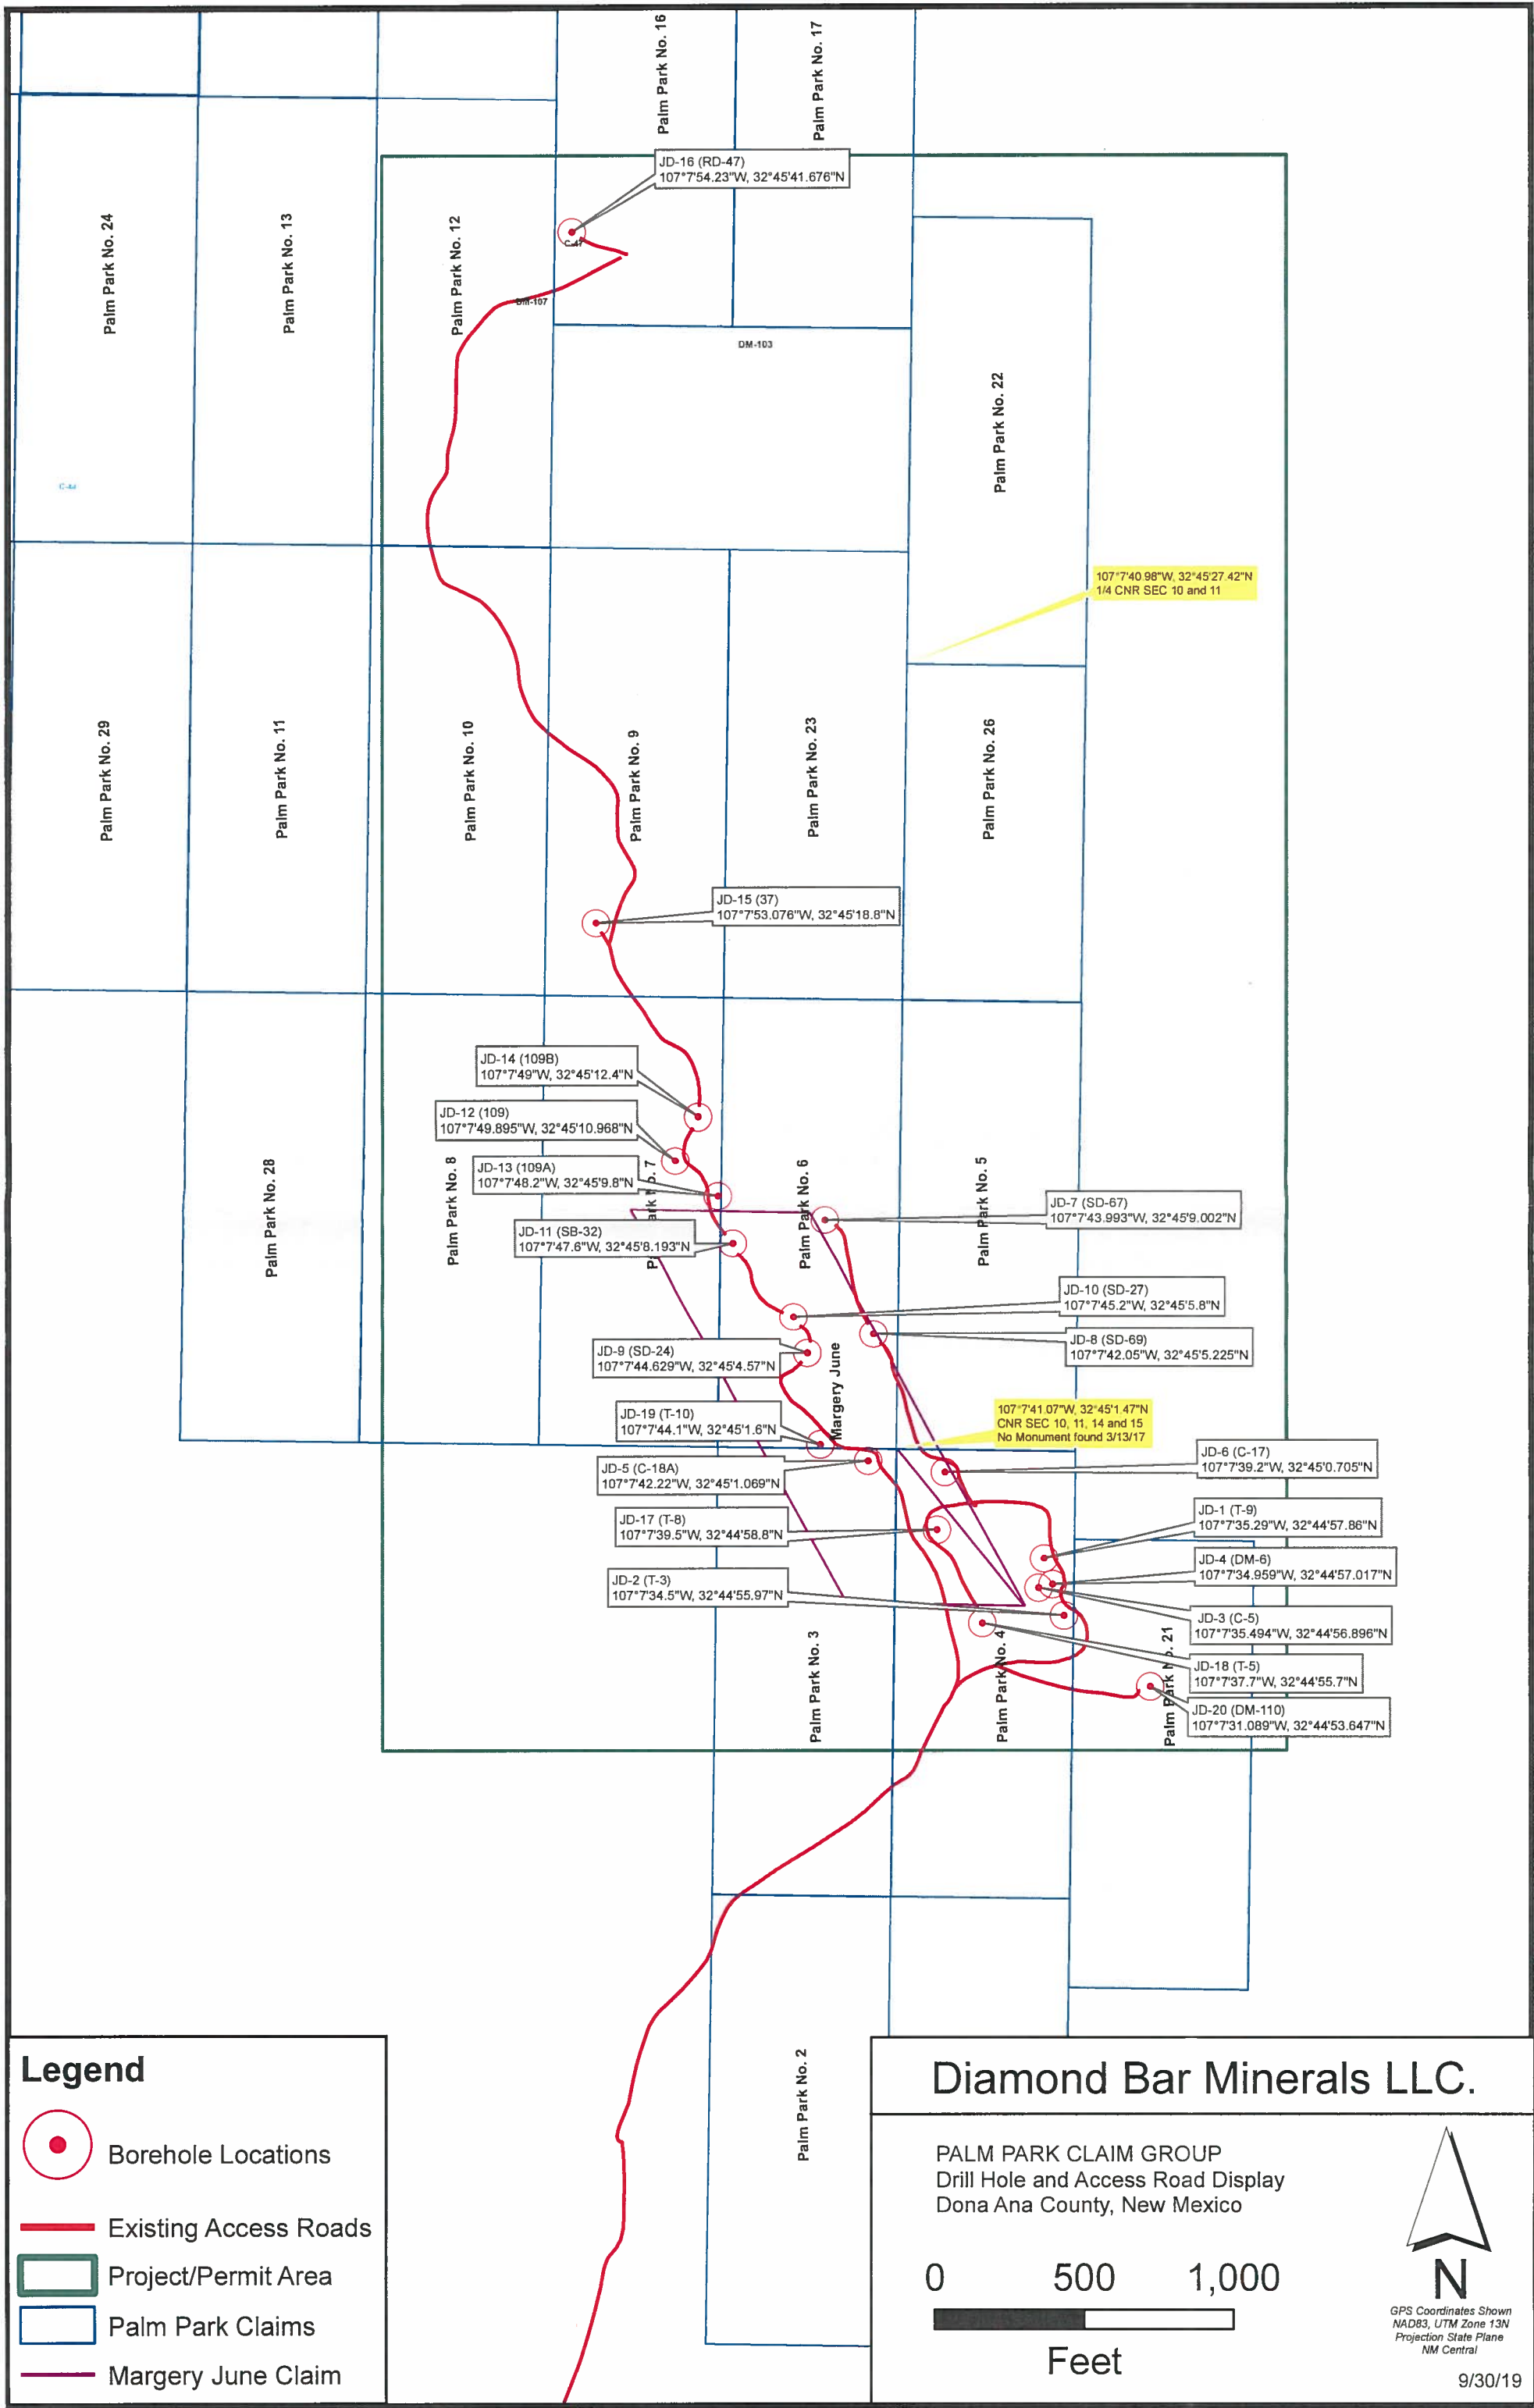 Palm Park No. 16
Palm Park No. 17
JD-16 (RD-47)
107°7'54.23"W, 32°45'41.676"N
Palm Park No. 24
Palm Park No. 13
Palm Park No. 12
C-47
DM-107
DM-103
Palm Park No. 22
107°7'40.98"W, 32°45'27.42"N
1/4 CNR SEC 10 and 11
Palm Park No. 29
Palm Park No. 11
Palm Park No. 10
Palm Park No. 9
Palm Park No. 23
Palm Park No. 26
JD-15 (37)
107°7'53.076"W, 32°45'18.8"N
JD-14 (109B)
107°7'49"W, 32°45'12.4"N
JD-12 (109)
107°7'49.895"W, 32°45'10.968"N
JD-13 (109A)
107°7'48.2"W, 32°45'9.8"N
JD-11 (SB-32)
107°7'47.6"W, 32°45'8.193"N
Palm Park No. 28
Palm Park No. 8
Palm Park No. 6
Palm Park No. 5
JD-7 (SD-67)
107°7'43.993"W, 32°45'9.002"N
JD-10 (SD-27)
107°7'45.2"W, 32°45'5.8"N
JD-8 (SD-69)
107°7'42.05"W, 32°45'5.225"N
JD-9 (SD-24)
107°7'44.629"W, 32°45'4.57"N
Margery June
JD-19 (T-10)
107°7'44.1"W, 32°45'1.6"N
107°7'41.07"W, 32°45'1.47"N
CNR SEC 10, 11, 14 and 15
No Monument found 3/13/17
JD-5 (C-18A)
107°7'42.22"W, 32°45'1.069"N
JD-6 (C-17)
107°7'39.2"W, 32°45'0.705"N
JD-17 (T-8)
107°7'39.5"W, 32°44'58.8"N
JD-1 (T-9)
107°7'35.29"W, 32°44'57.86"N
JD-4 (DM-6)
107°7'34.959"W, 32°44'57.017"N
JD-2 (T-3)
107°7'34.5"W, 32°44'55.97"N
JD-3 (C-5)
107°7'35.494"W, 32°44'56.896"N
JD-18 (T-5)
107°7'37.7"W, 32°44'55.7"N
JD-20 (DM-110)
107°7'31.089"W, 32°44'53.647"N
Palm Park No. 3
Palm Park No. 4
Palm Park No. 21
Palm Park No. 2
Legend
Borehole Locations
Existing Access Roads
Project/Permit Area
Palm Park Claims
Margery June Claim
Diamond Bar Minerals LLC.
PALM PARK CLAIM GROUP
Drill Hole and Access Road Display
Dona Ana County, New Mexico
0 500 1,000
Feet
N
GPS Coordinates Shown
NAD83, UTM Zone 13N
Projection State Plane
NM Central
9/30/19